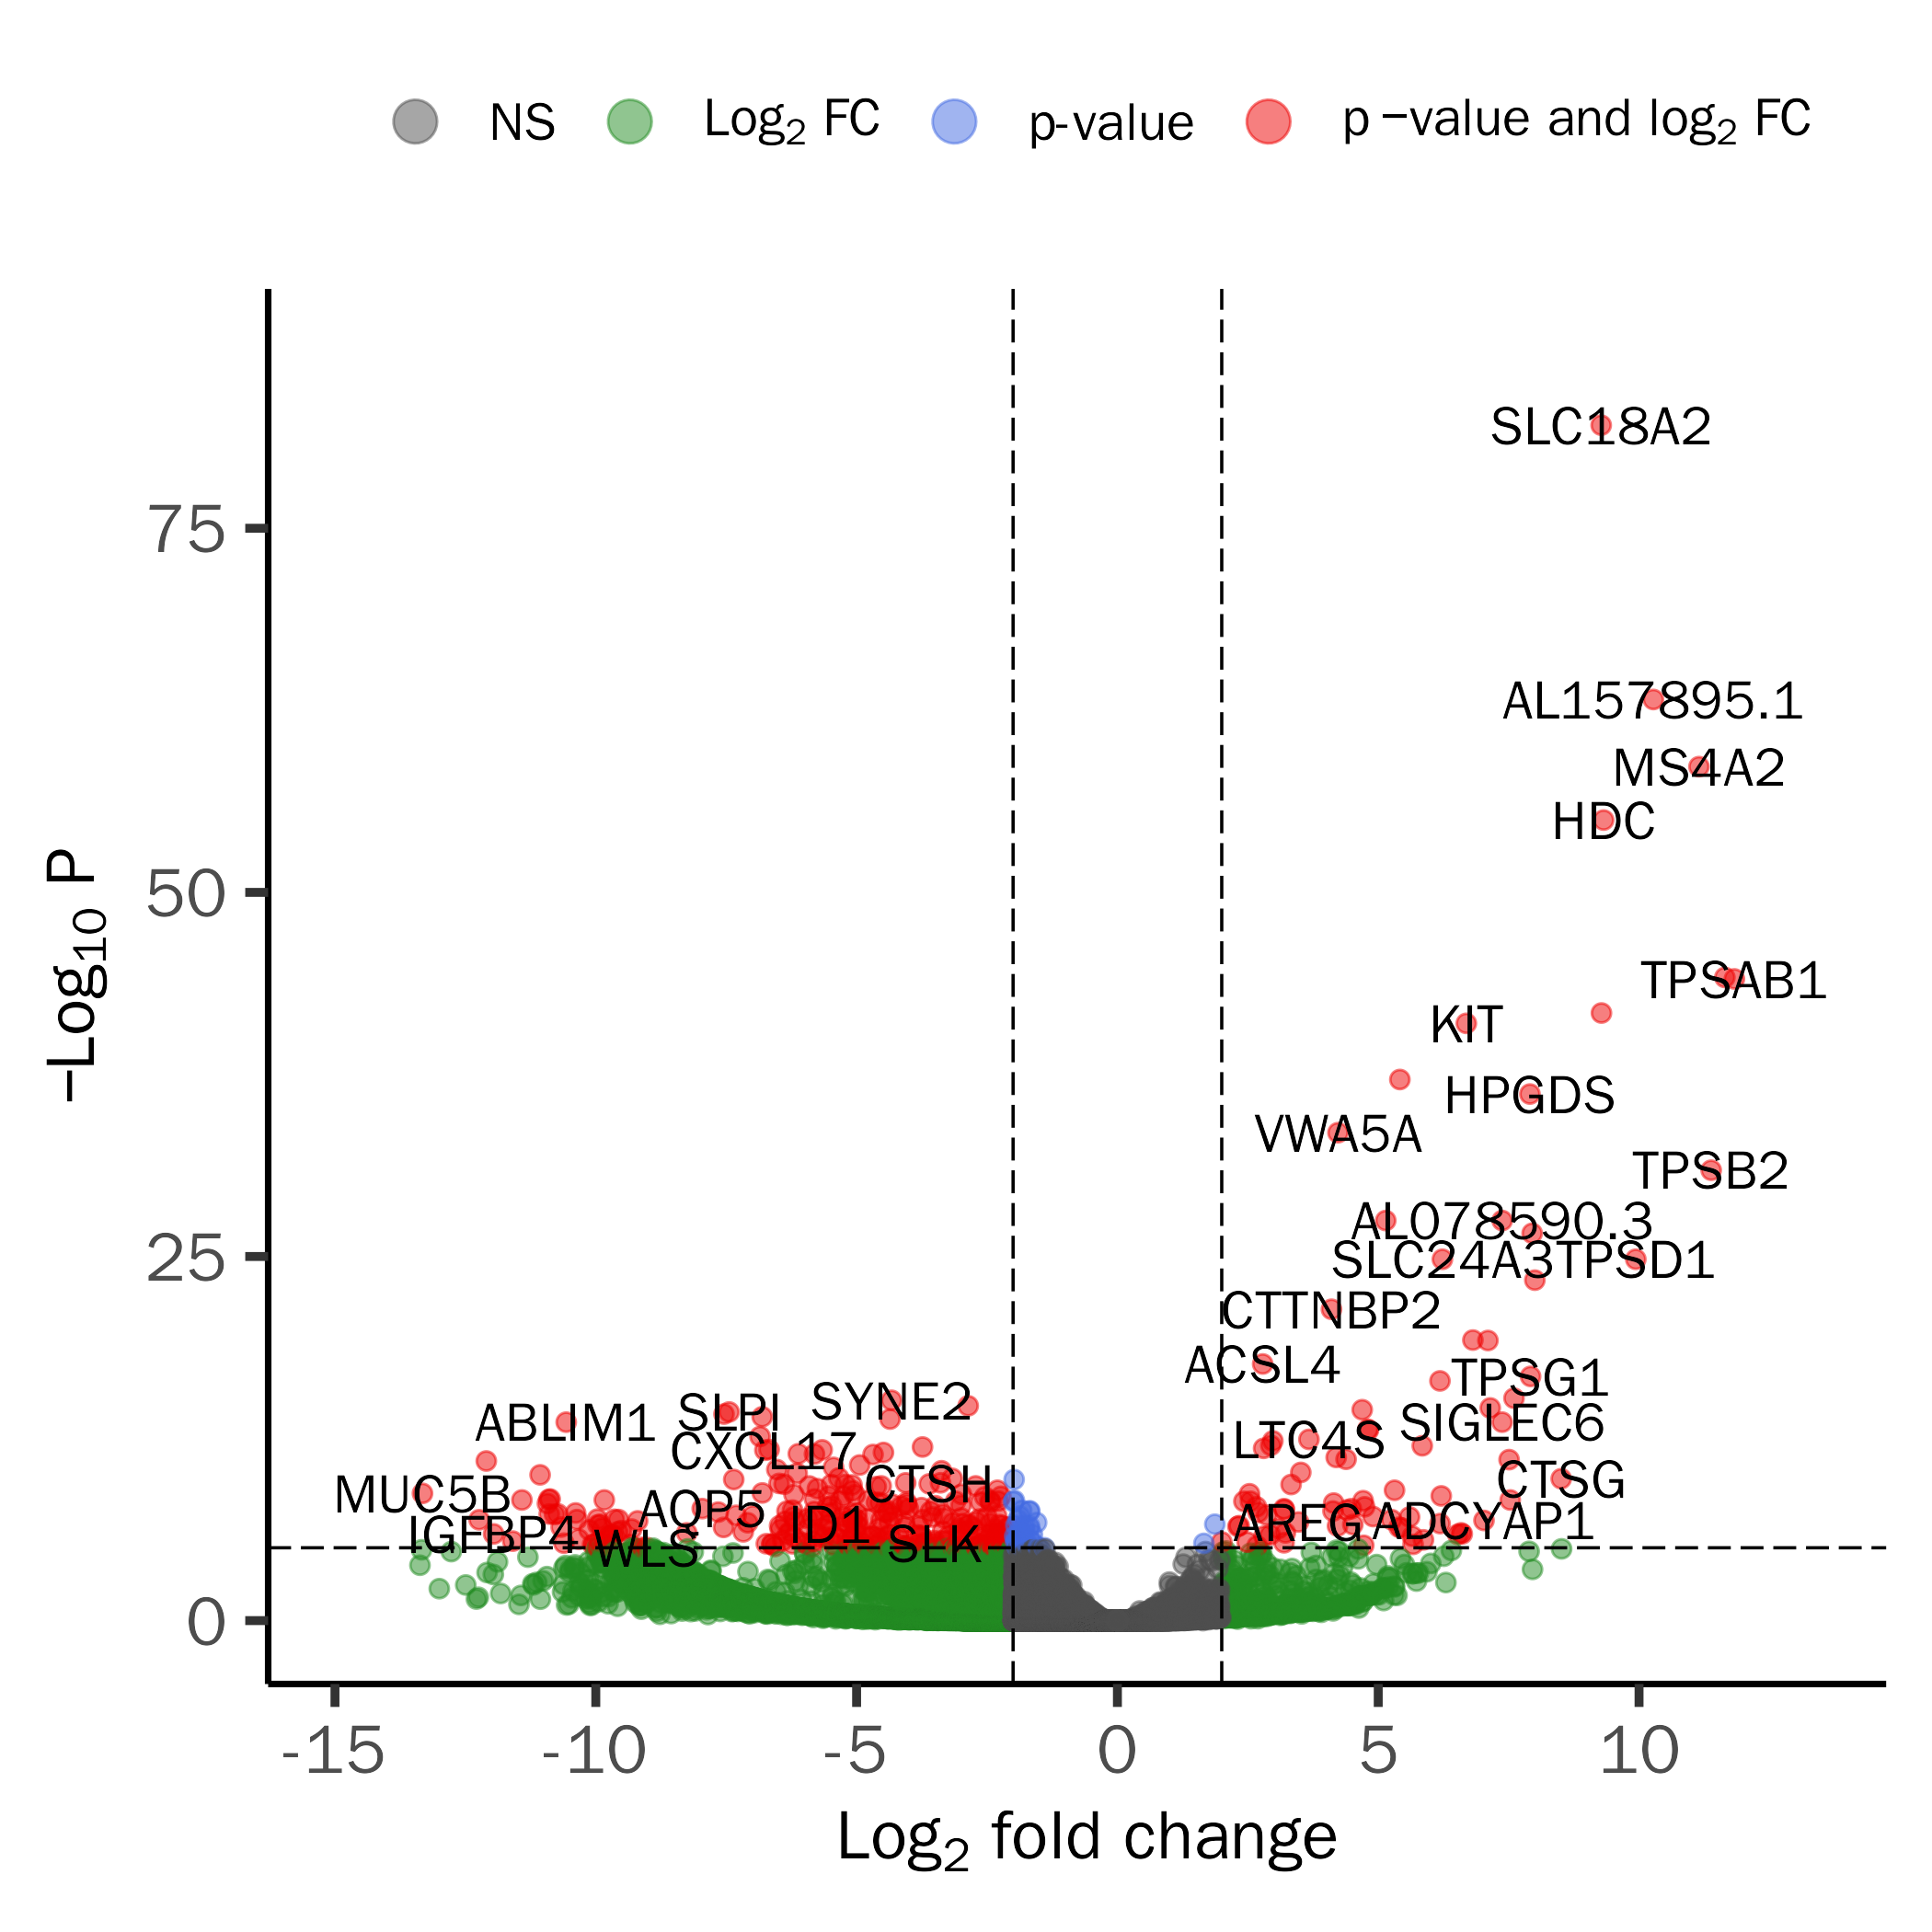 NS Log2 FC p-value p −value and log2 FC
SLC18A2
75
AL157895.1
MS4A2
HDC
50
−Log10 P
TPSAB1
KIT
HPGDS
VWA5A
TPSB2
AL078590.3
25
SLC24A3 TPSD1
CTTNBP2
ACSL4
TPSG1
SYNE2
SLPI
ABLIM1
SIGLEC6
LTC4S
CXCL17
CTSH
CTSG
MUC5B
AQP5
ID1
AREG
ADCYAP1
IGFBP4
SLK
WLS
0
-15 -10 -5 0 5 10
Log2 fold change